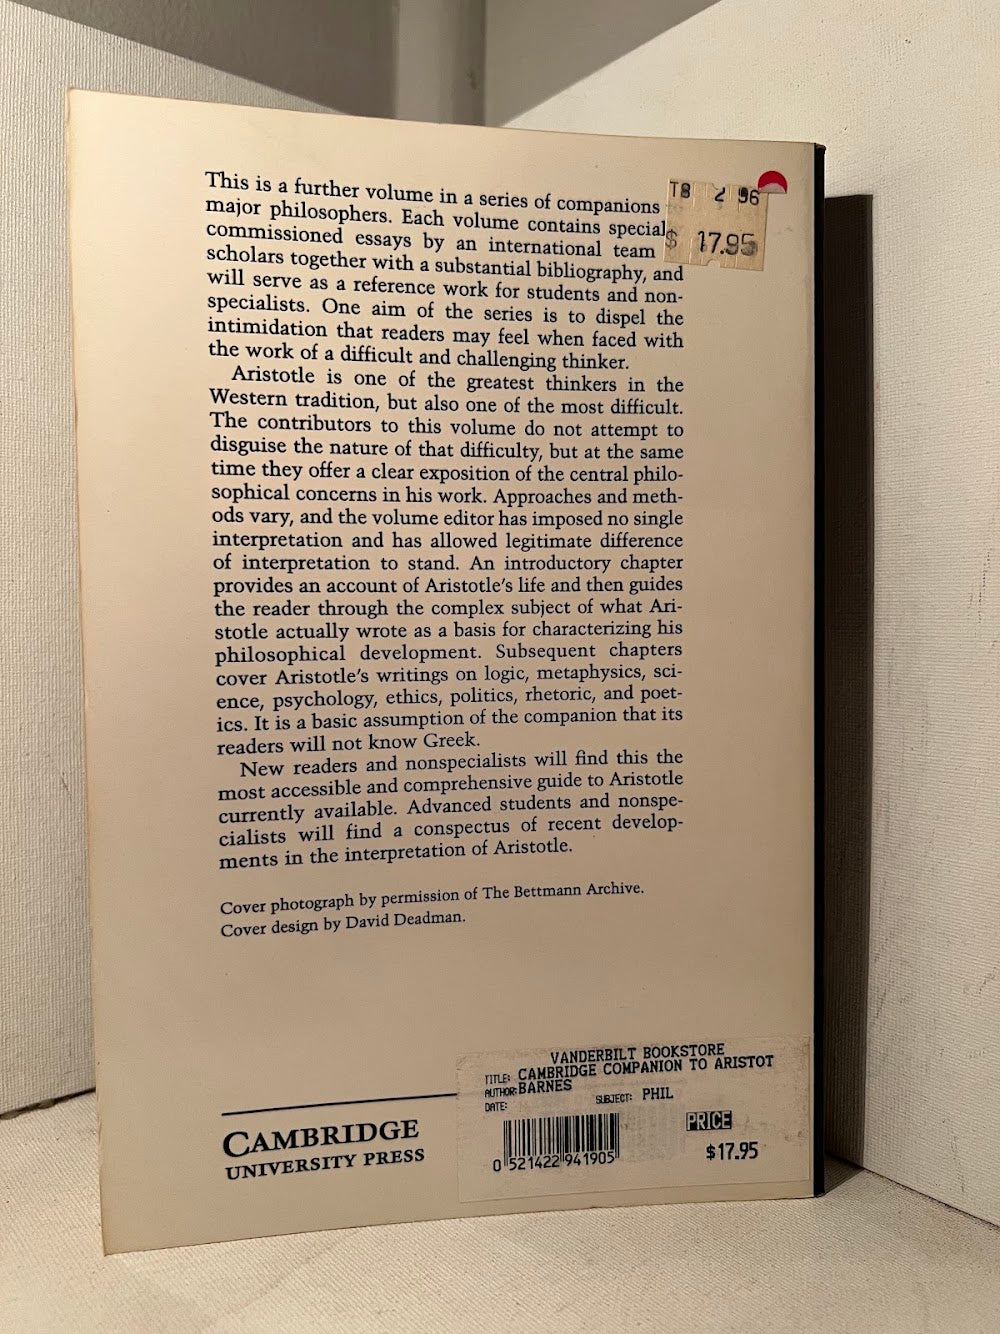 This is a further volume in a series of companions
major philosophers. Each volume contains special
commissioned essays by an international team
scholars together with a substantial bibliography, and
will serve as a reference work for students and non-
specialists. One aim of the series is to dispel the
intimidation that readers may feel when faced with
the work of a difficult and challenging thinker.
Aristotle is one of the greatest thinkers in the
Western tradition, but also one of the most difficult.
The contributors to this volume do not attempt to
disguise the nature of that difficulty, but at the same
time they offer a clear exposition of the central philo-
sophical concerns in his work. Approaches and meth-
ods vary, and the volume editor has imposed no single
interpretation and has allowed legitimate difference
of interpretation to stand. An introductory chapter
provides an account of Aristotle's life and then guides
the reader through the complex subject of what Ari-
stotle actually wrote as a basis for characterizing his
philosophical development. Subsequent chapters
cover Aristotle's writings on logic, metaphysics, sci-
ence, psychology, ethics, politics, rhetoric, and poet-
ics. It is a basic assumption of the companion that its
readers will not know Greek.
New readers and nonspecialists will find this the
most accessible and comprehensive guide to Aristotle
currently available. Advanced students and nonspe-
cialists will find a conspectus of recent develop-
ments in the interpretation of Aristotle.
Cover photograph by permission of The Bettmann Archive.
Cover design by David Deadman.
T8 2 96
$ 17.95
CAMBRIDGE
UNIVERSITY PRESS
VANDERBILT BOOKSTORE
TITLE: CAMBRIDGE COMPANION TO ARISTOT
AUTHOR: BARNES
DATE: SUBJECT: PHIL
PRICE
$17.95
0 521422 941905